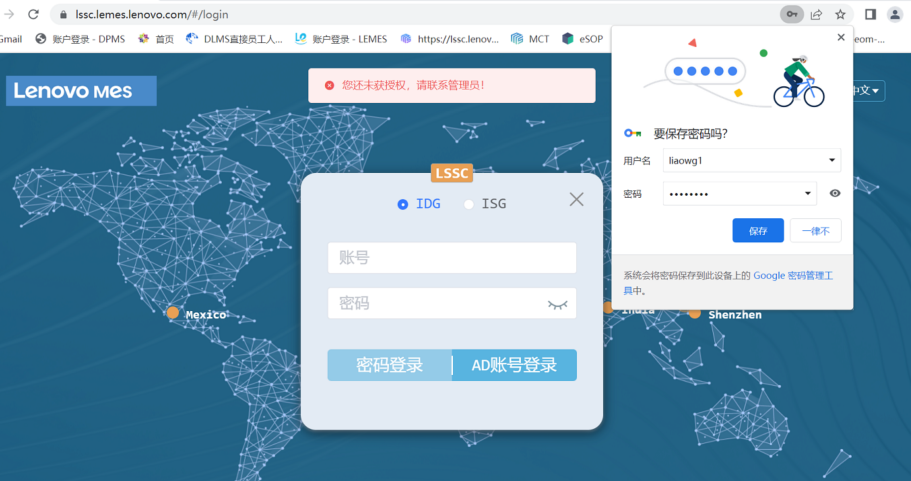 lssc.lemes.lenovo.com/#/login
Gmail 账户登录 - DPMS 首页 DLMS直接员工人... 账户登录 - LEMES https://lssc.lenov... MCT eSOP eom-...
Lenovo MES
您还未获授权，请联系管理员！
中文
LSSC
IDG ISG
账号
密码
密码登录 AD账号登录
Mexico
India
Shenzhen
要保存密码吗？
用户名 liaowg1
密码 ••••••••
保存 一律不
系统会将密码保存到此设备上的 Google 密码管理工
具中。